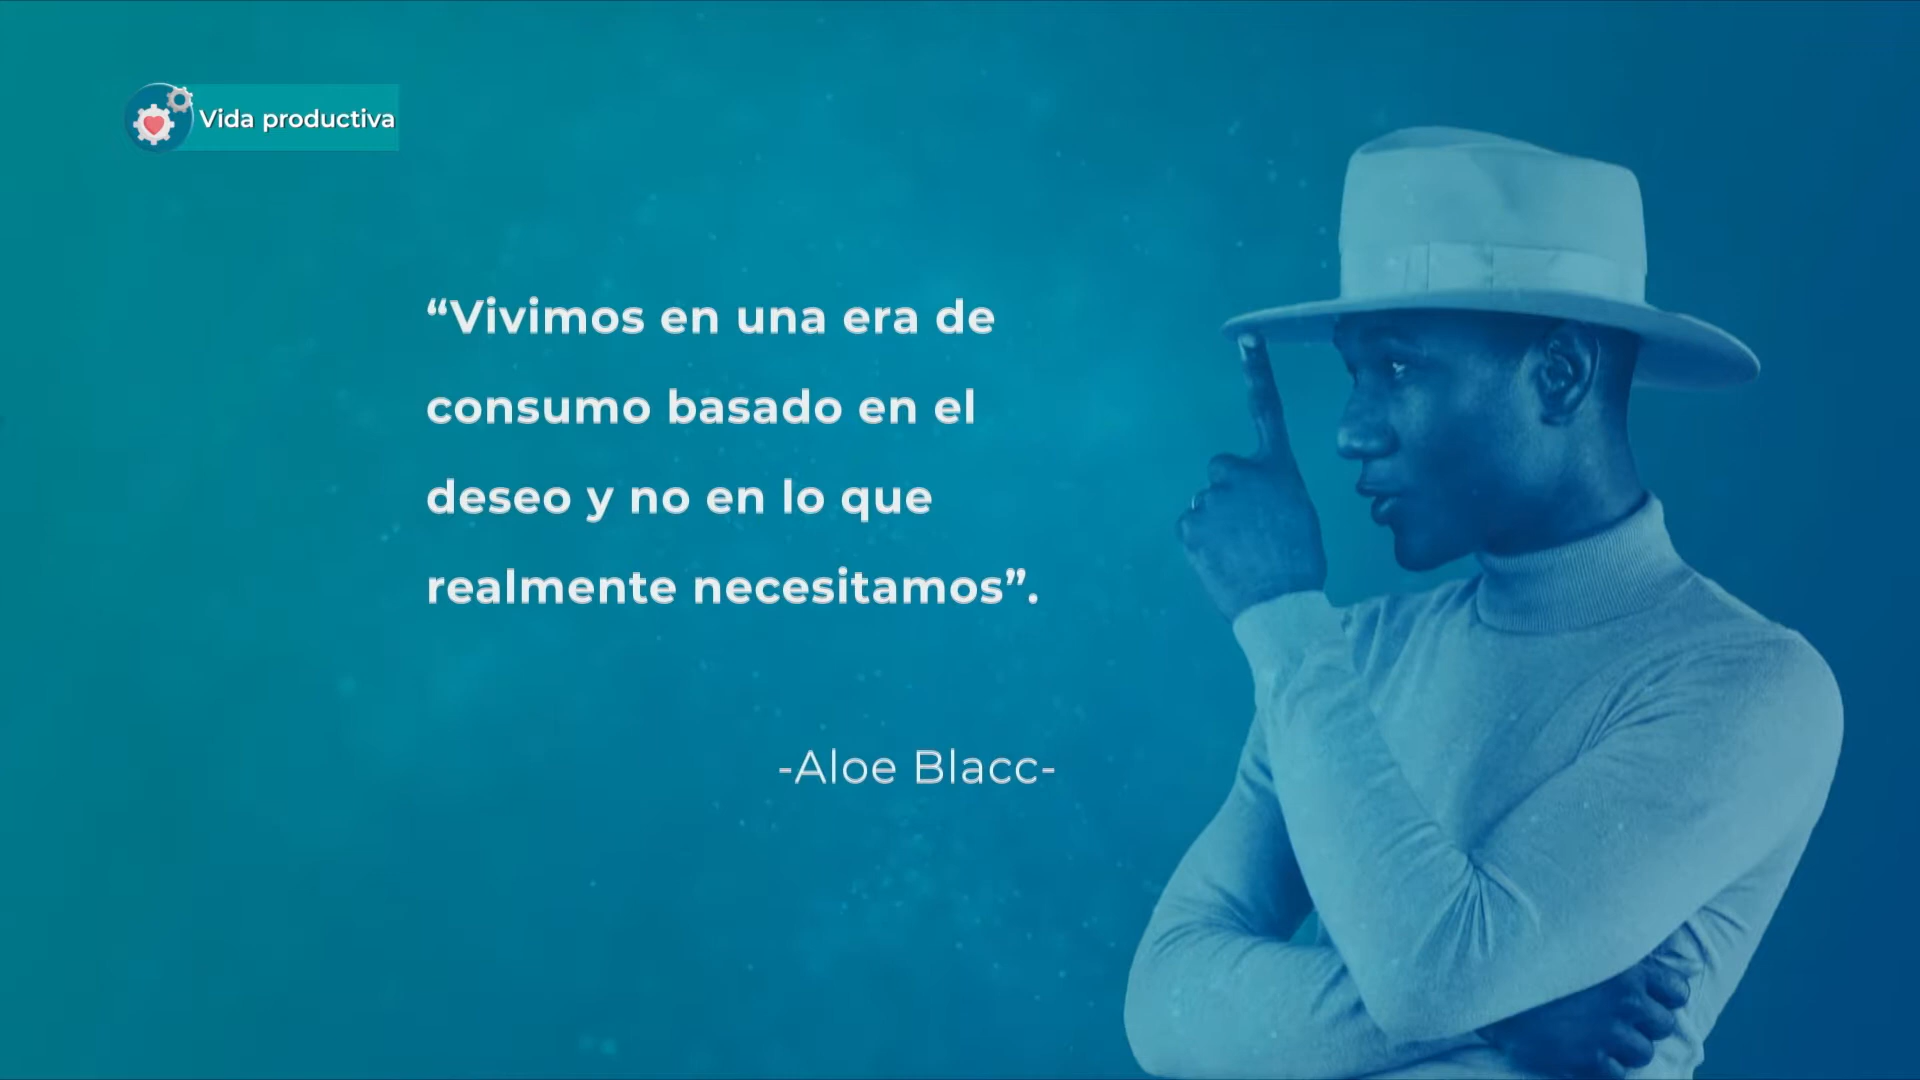 Vida productiva
“Vivimos en una era de
consumo basado en el
deseo y no en lo que
realmente necesitamos”.
-Aloe Blacc-